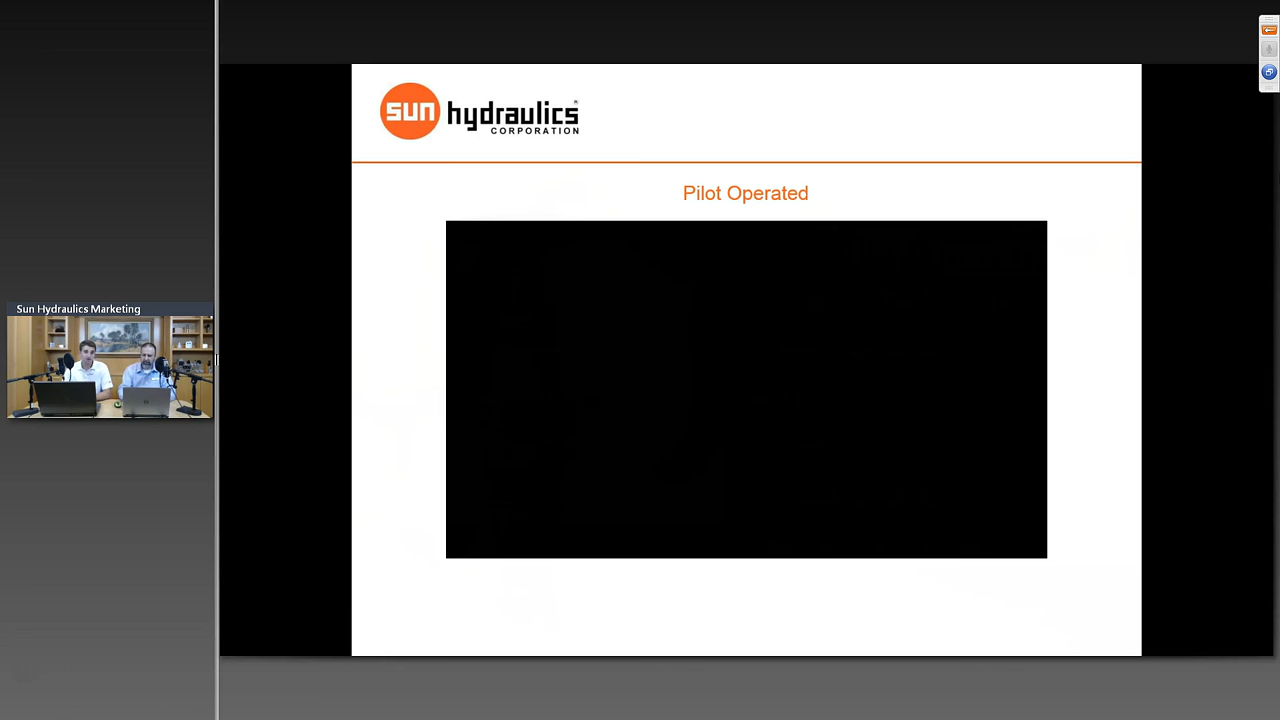 sun hydraulics
CORPORATION
Pilot Operated
Sun Hydraulics Marketing